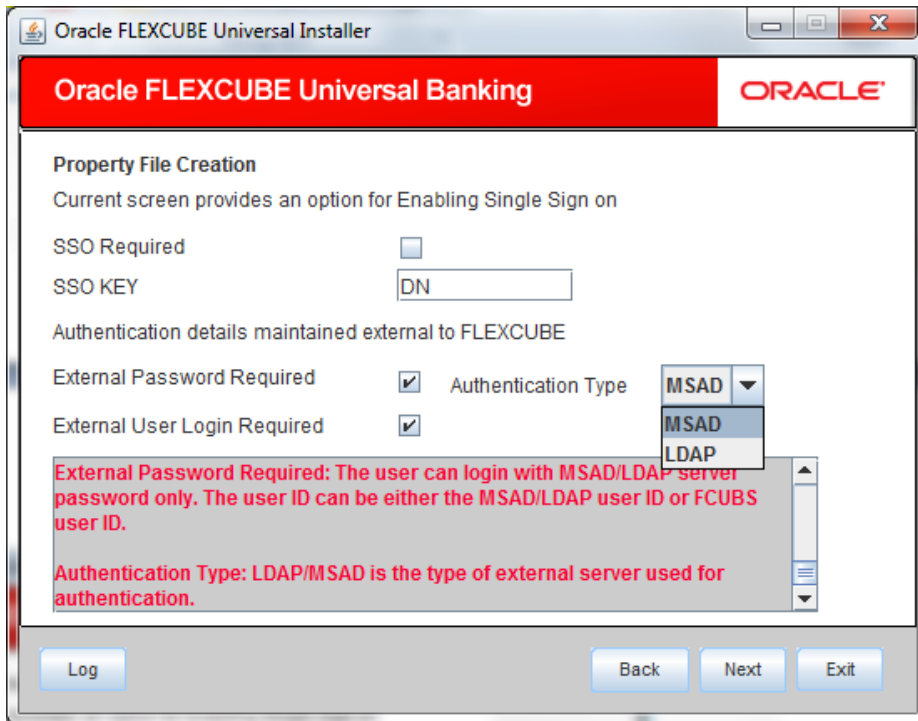 Oracle FLEXCUBE Universal Installer
Oracle FLEXCUBE Universal Banking
ORACLE
Property File Creation
Current screen provides an option for Enabling Single Sign on
SSO Required
SSO KEY DN
Authentication details maintained external to FLEXCUBE
External Password Required Authentication Type MSAD
External User Login Required MSAD
LDAP
External Password Required: The user can login with MSAD/LDAP server
password only. The user ID can be either the MSAD/LDAP user ID or FCUBS
user ID.
Authentication Type: LDAP/MSAD is the type of external server used for
authentication.
Log Back Next Exit